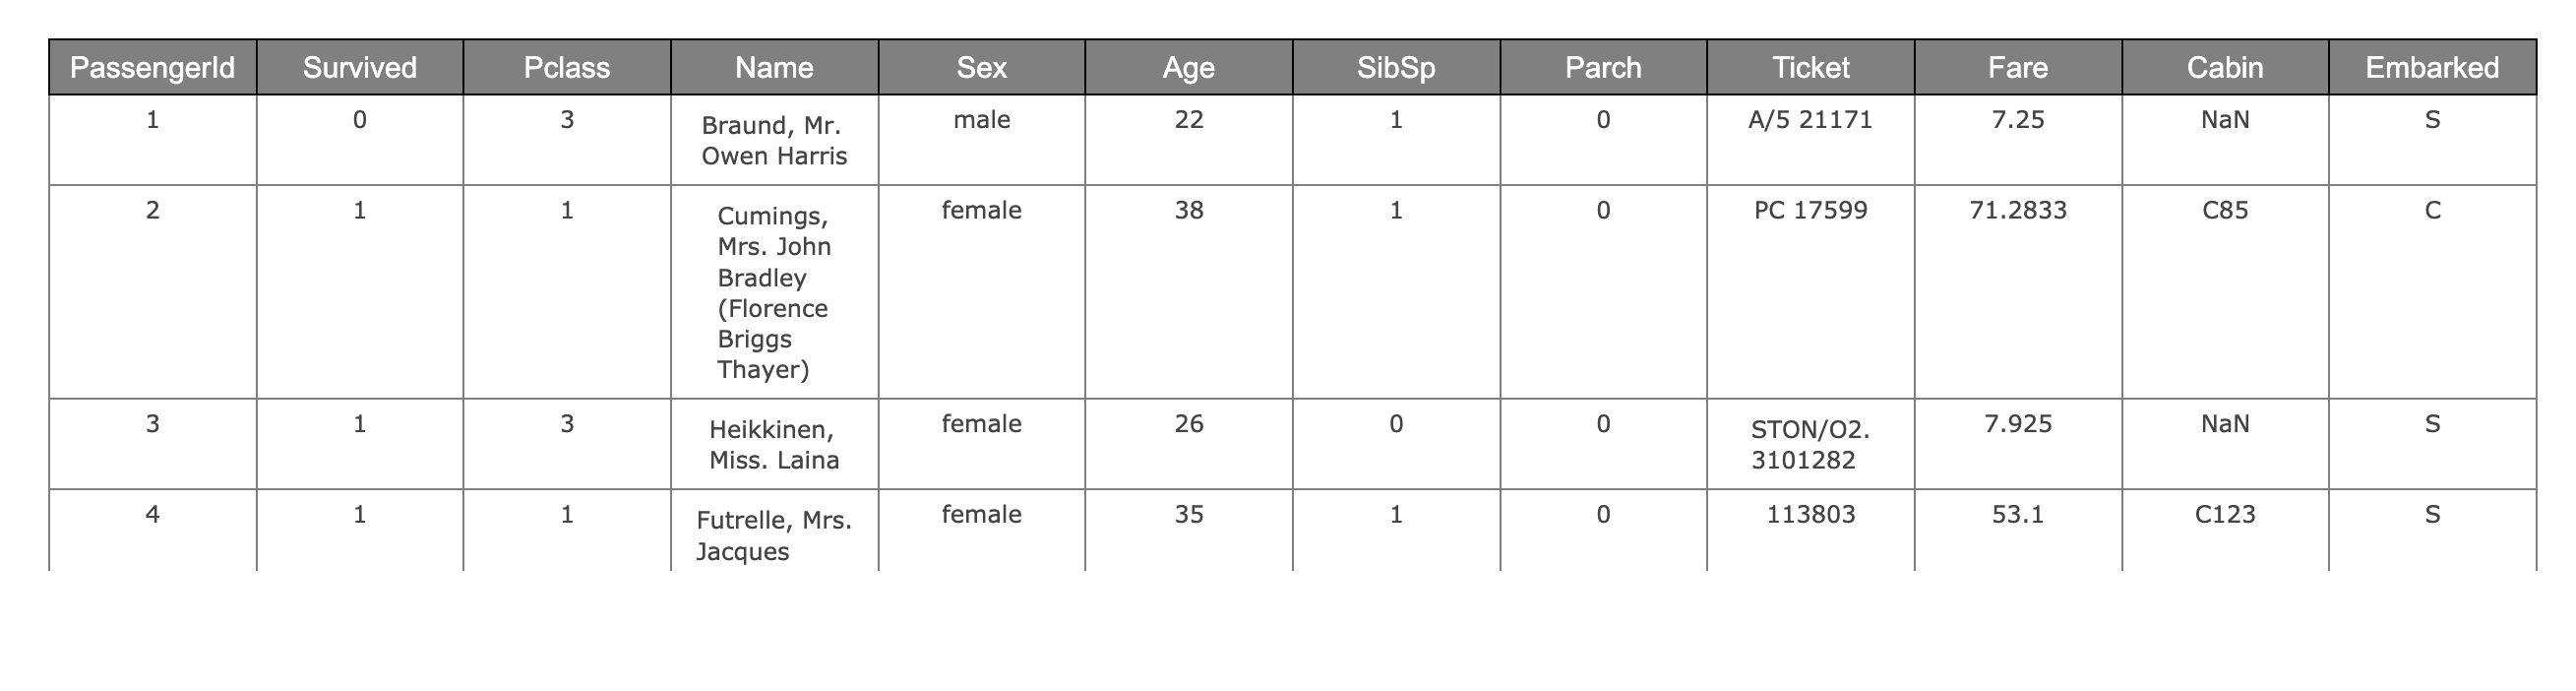 PassengerId Survived Pclass Name Sex Age SibSp Parch Ticket Fare Cabin Embarked
1 0 3 Braund, Mr. male 22 1 0 A/5 21171 7.25 NaN S
Owen Harris
2 1 1 Cumings, female 38 1 0 PC 17599 71.2833 C85 C
Mrs. John
Bradley
(Florence
Briggs
Thayer)
3 1 3 Heikkinen, female 26 0 0 STON/O2. 7.925 NaN S
Miss. Laina 3101282
4 1 1 Futrelle, Mrs. female 35 1 0 113803 53.1 C123 S
Jacques